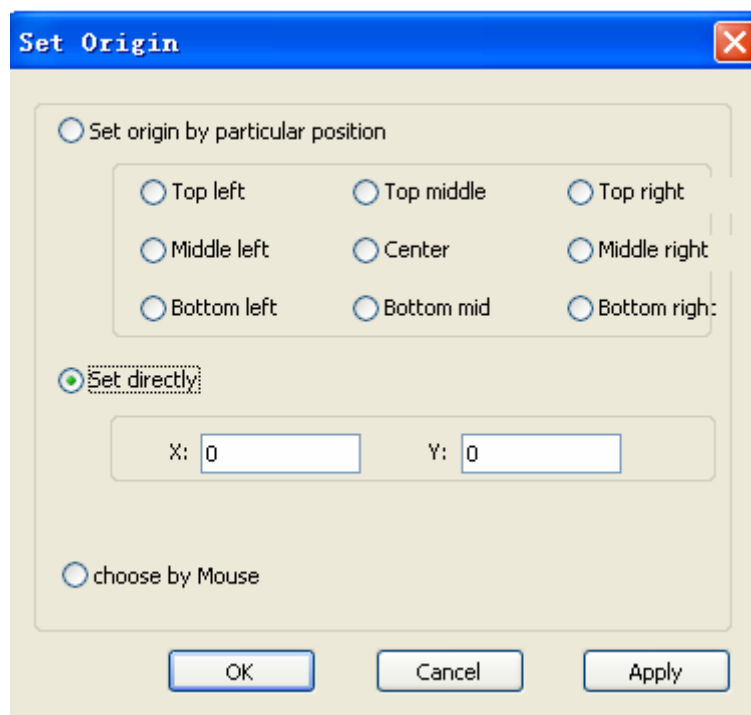 Set Origin
Set origin by particular position
Top left Top middle Top right
Middle left Center Middle right
Bottom left Bottom mid Bottom right
Set directly
X: 0 Y: 0
choose by Mouse
OK Cancel Apply